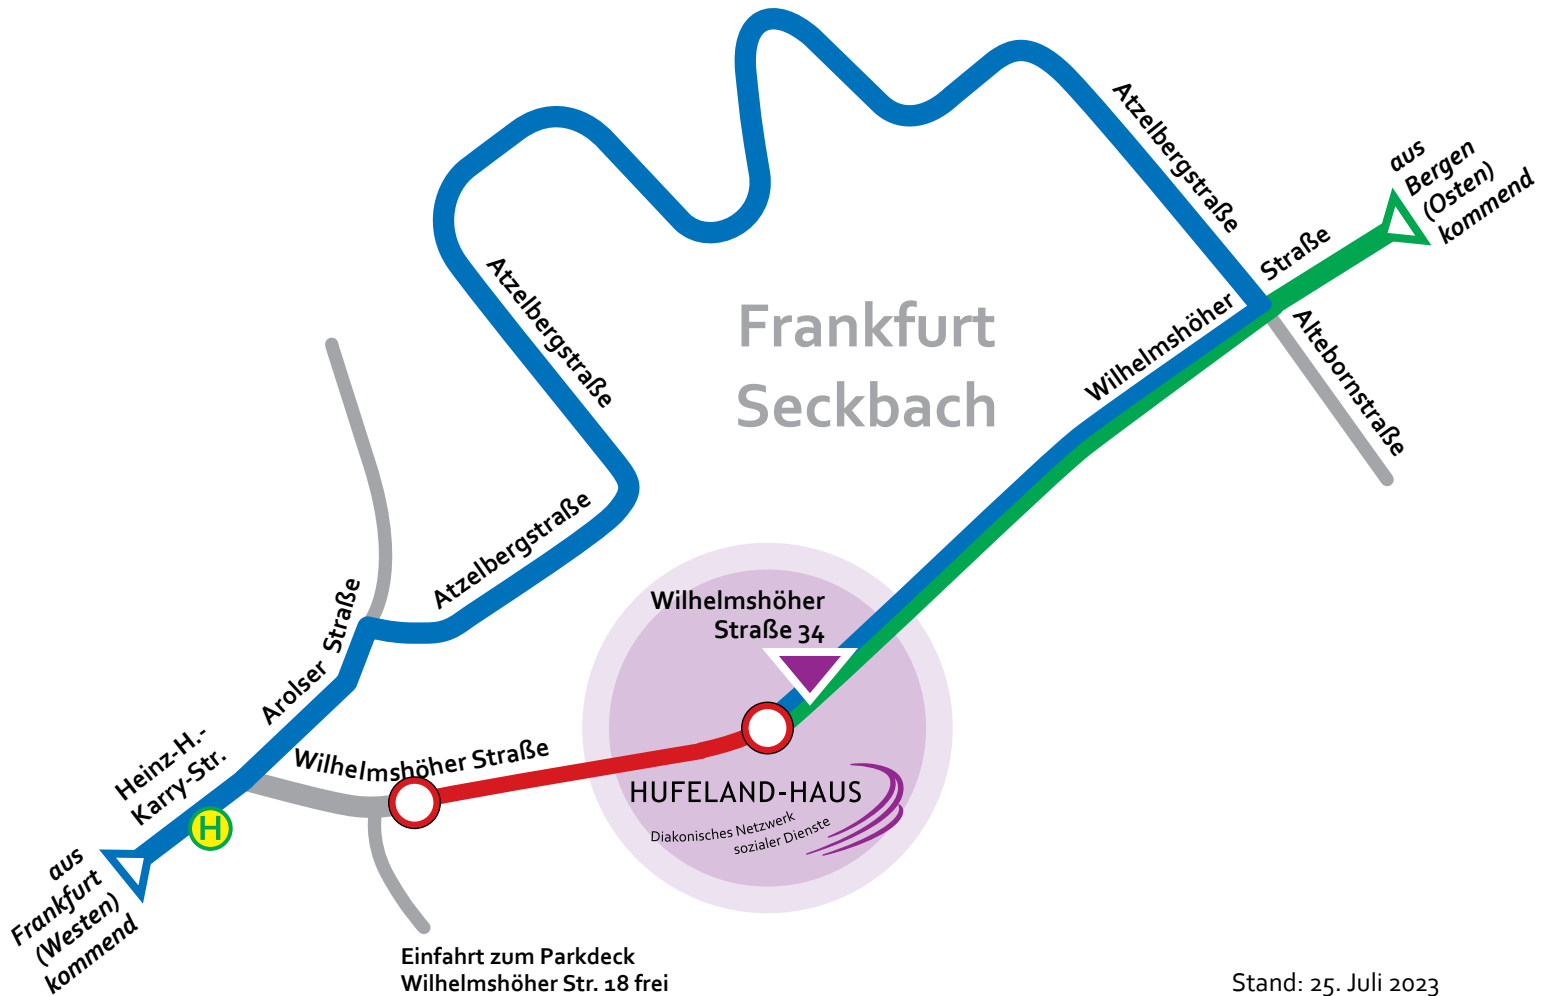 Atzelbergstraße
aus
Bergen
(Osten)
kommend
Straße
Wilhelmshöher
Altebornstraße
Frankfurt
Seckbach
Atzelbergstraße
Atzelbergstraße
Arolser Straße
Heinz-H.-
Karry-Str.
H
Wilhelmshöher Straße
aus
Frankfurt
(Westen)
kommend
Wilhelmshöher
Straße 34
HUFELAND-HAUS
Diakonisches Netzwerk
sozialer Dienste
Einfahrt zum Parkdeck
Wilhelmshöher Str. 18 frei
Stand: 25. Juli 2023